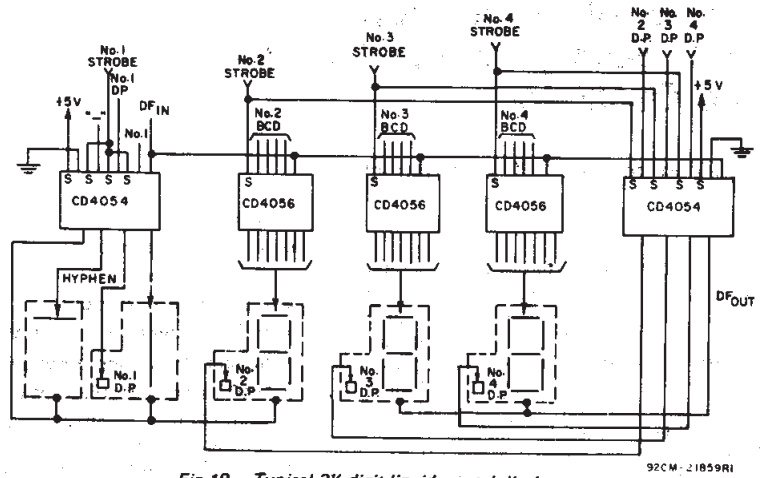 No.1
STROBE
No.1
DP
+5V
"–"
DF IN
No.1
No.2
STROBE
No.2
BCD
No.3
STROBE
No.3
BCD
No.4
STROBE
No.4
BCD
No.
2
D.P.
No.
3
D.P.
No.
4
D.P
+5V
S S S S
CD4054
S
CD4056
S
CD4056
S
CD4056
S S S S S
CD4054
HYPHEN
DF OUT
No.1
D.P.
No.
2
D.P.
No.
3
D.P.
No.
4
D.P.
92CM-21859RI